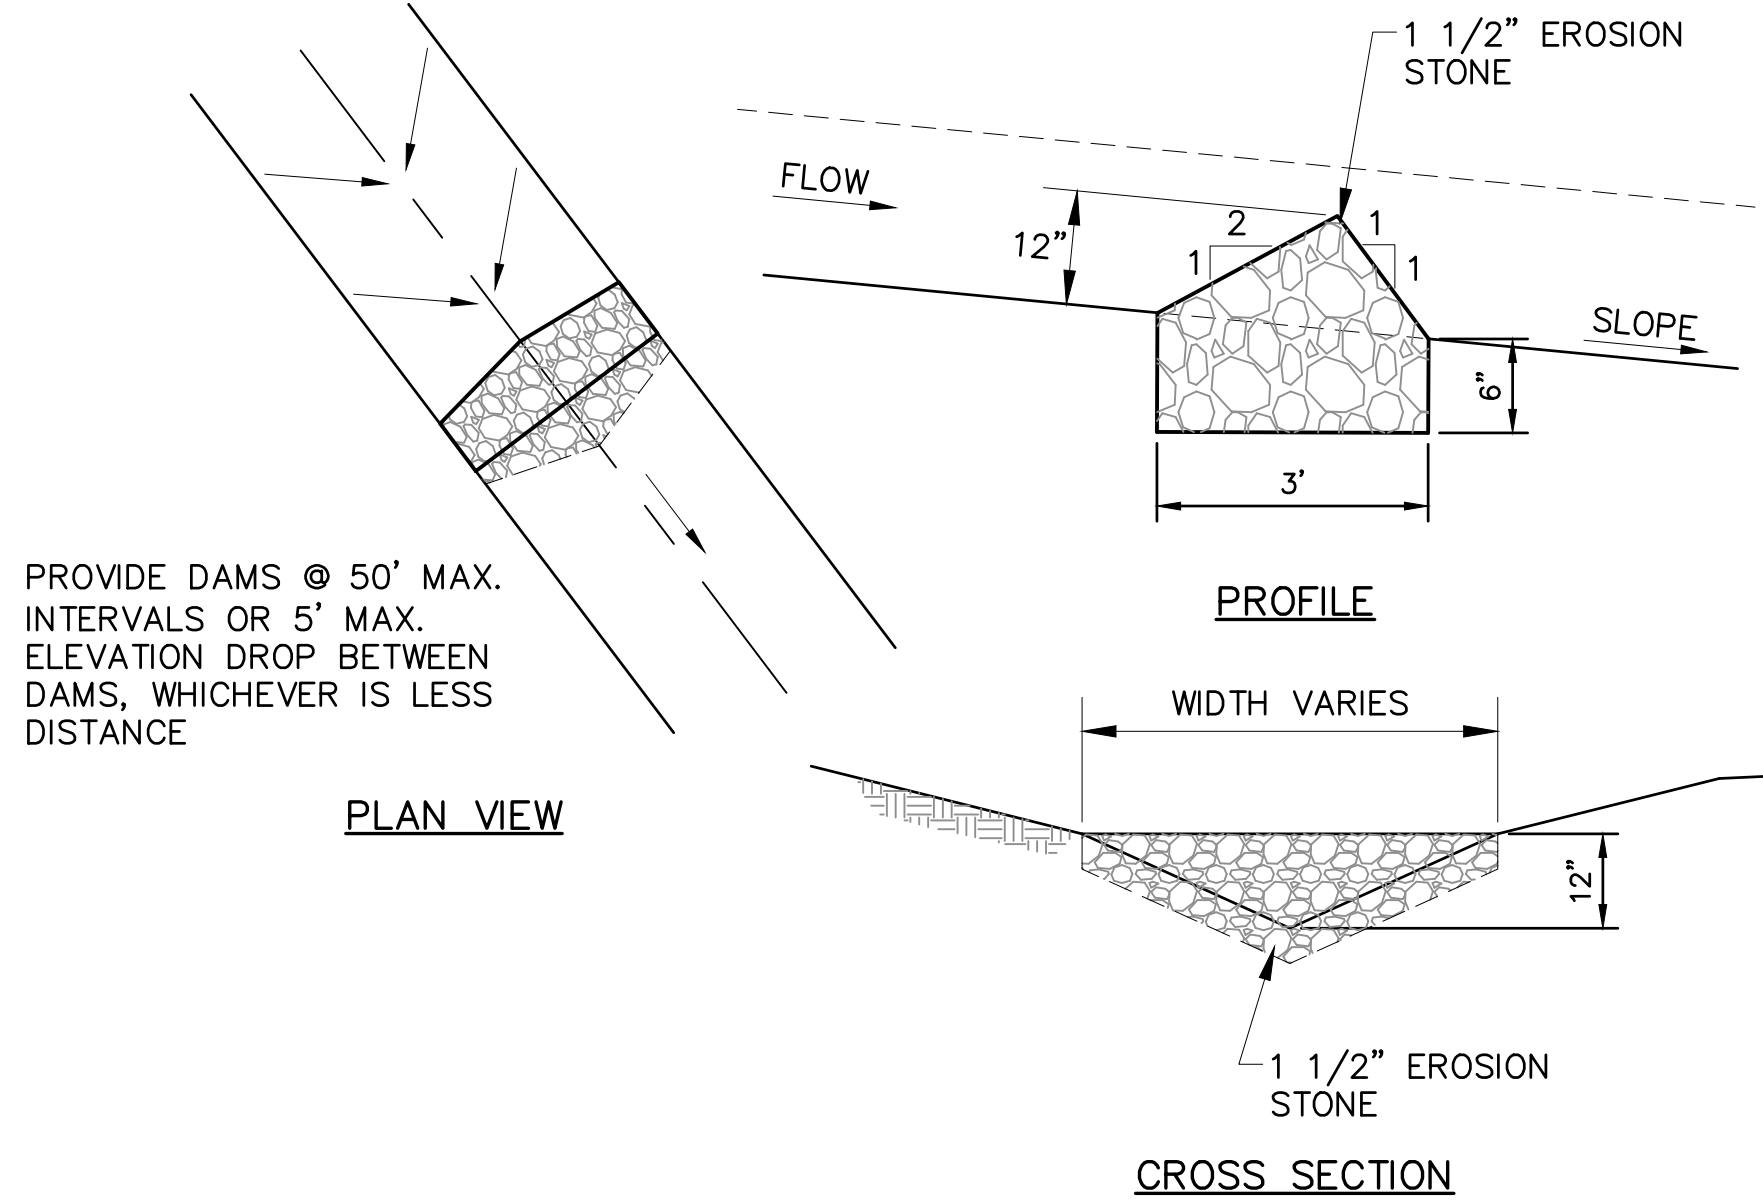 1 1/2” EROSION
STONE
FLOW
12”
2
1
1
1
SLOPE
6”
3’
PROFILE
PROVIDE DAMS @ 50’ MAX.
INTERVALS OR 5’ MAX.
ELEVATION DROP BETWEEN
DAMS, WHICHEVER IS LESS
DISTANCE
PLAN VIEW
WIDTH VARIES
12”
1 1/2” EROSION
STONE
CROSS SECTION